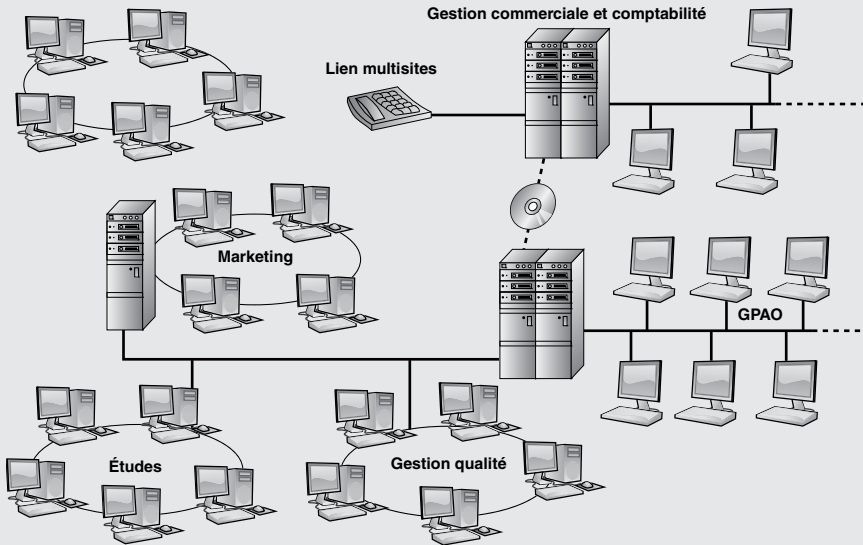 Gestion commerciale et comptabilité
Lien multisites
Marketing
GPAO
Études
Gestion qualité